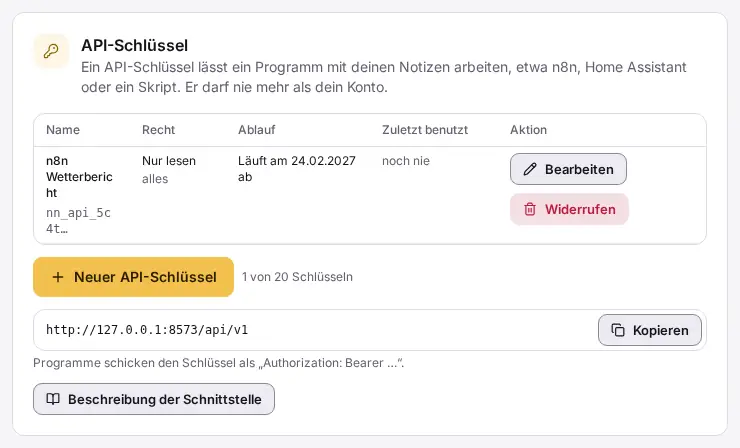 API-Schlüssel
Ein API-Schlüssel lässt ein Programm mit deinen Notizen arbeiten, etwa n8n, Home Assistant
oder ein Skript. Er darf nie mehr als dein Konto.
Name Recht Ablauf Zuletzt benutzt Aktion
n8n
Wetterberic
ht
nn_api_5c
4t…
Nur lesen
alles
Läuft am 24.02.2027
ab
noch nie
Bearbeiten
Widerrufen
Neuer API-Schlüssel
1 von 20 Schlüsseln
http://127.0.0.1:8573/api/v1
Kopieren
Programme schicken den Schlüssel als „Authorization: Bearer …“.
Beschreibung der Schnittstelle